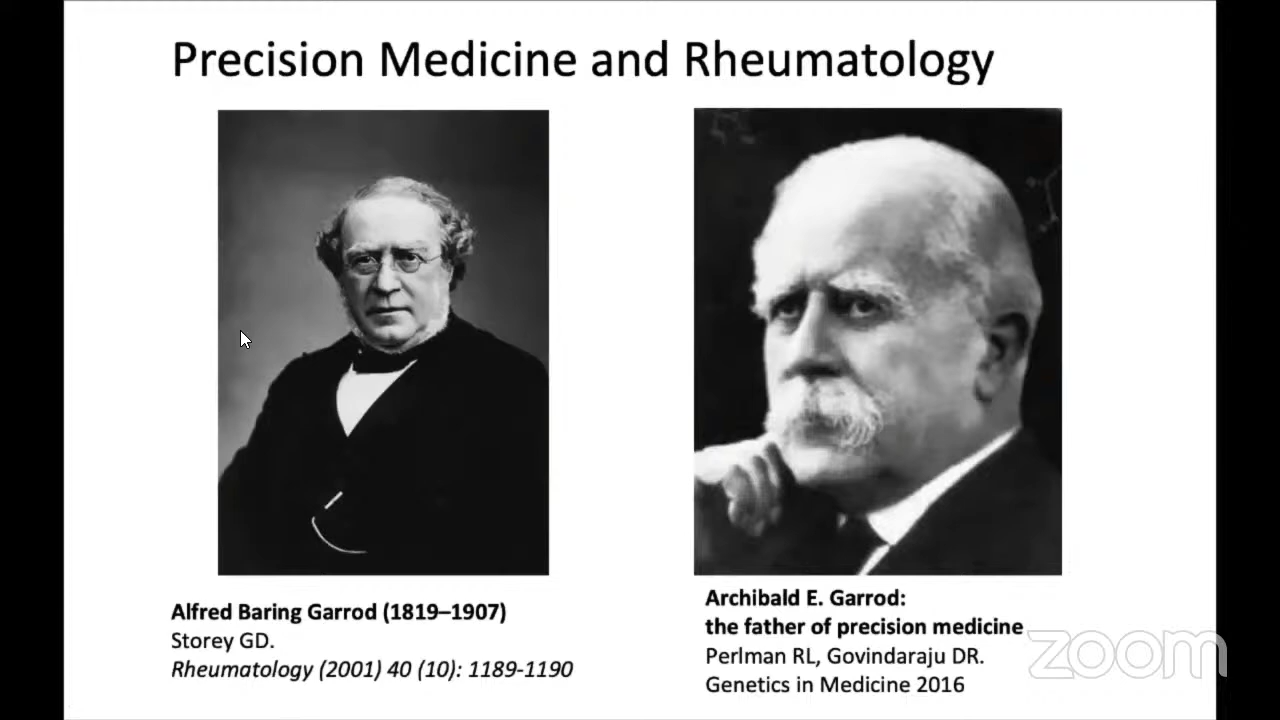 Precision Medicine and Rheumatology
Alfred Baring Garrod (1819–1907)
Storey GD.
Rheumatology (2001) 40 (10): 1189-1190
Archibald E. Garrod:
the father of precision medicine
Perlman RL, Govindaraju DR.
Genetics in Medicine 2016
zoom